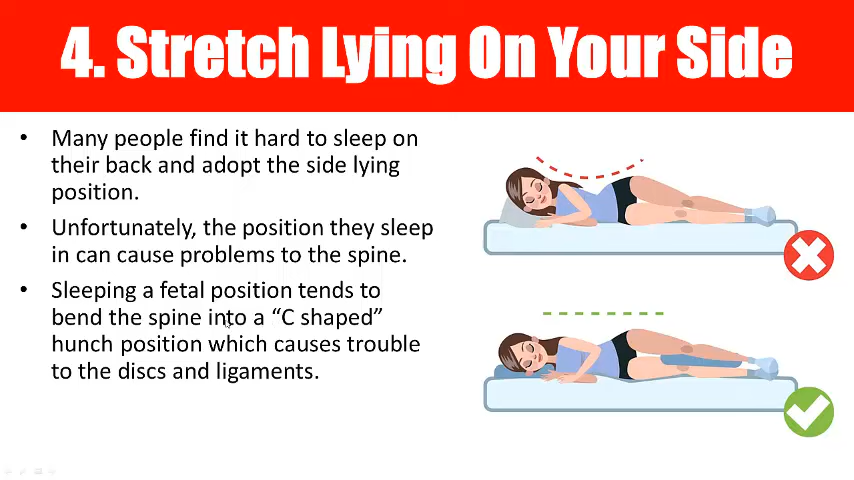 4. Stretch Lying On Your Side
• Many people find it hard to sleep on
their back and adopt the side lying
position.
• Unfortunately, the position they sleep
in can cause problems to the spine.
• Sleeping a fetal position tends to
bend the spine into a “C shaped”
hunch position which causes trouble
to the discs and ligaments.